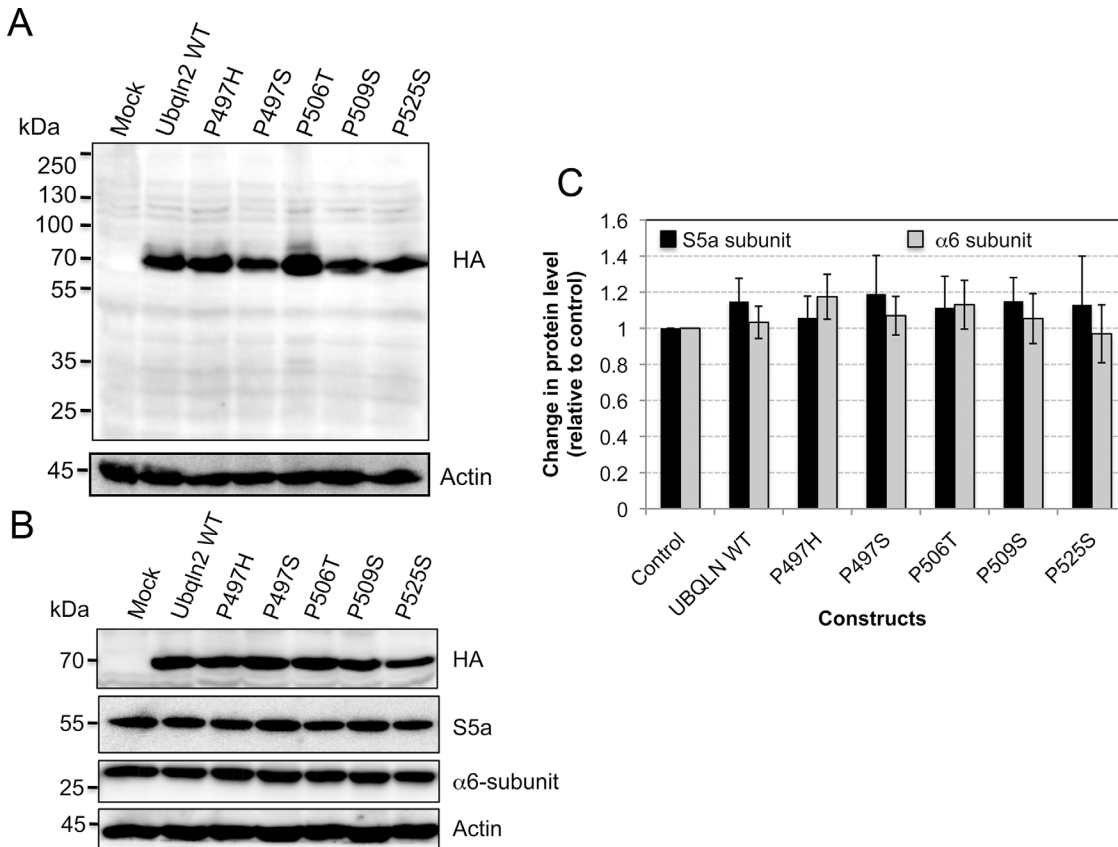 A
Mock
Ubqln2 WT
P497H
P497S
P506T
P509S
P525S
kDa
250
130
100
70
55
35
25
HA
45
Actin
B
Mock
Ubqln2 WT
P497H
P497S
P506T
P509S
P525S
kDa
70
HA
55
S5a
25
α6-subunit
45
Actin
C
Change in protein level
(relative to control)
1.6
1.4
1.2
1
0.8
0.6
0.4
0.2
0
S5a subunit
α6 subunit
Control
UBQLN WT
P497H
P497S
P506T
P509S
P525S
Constructs